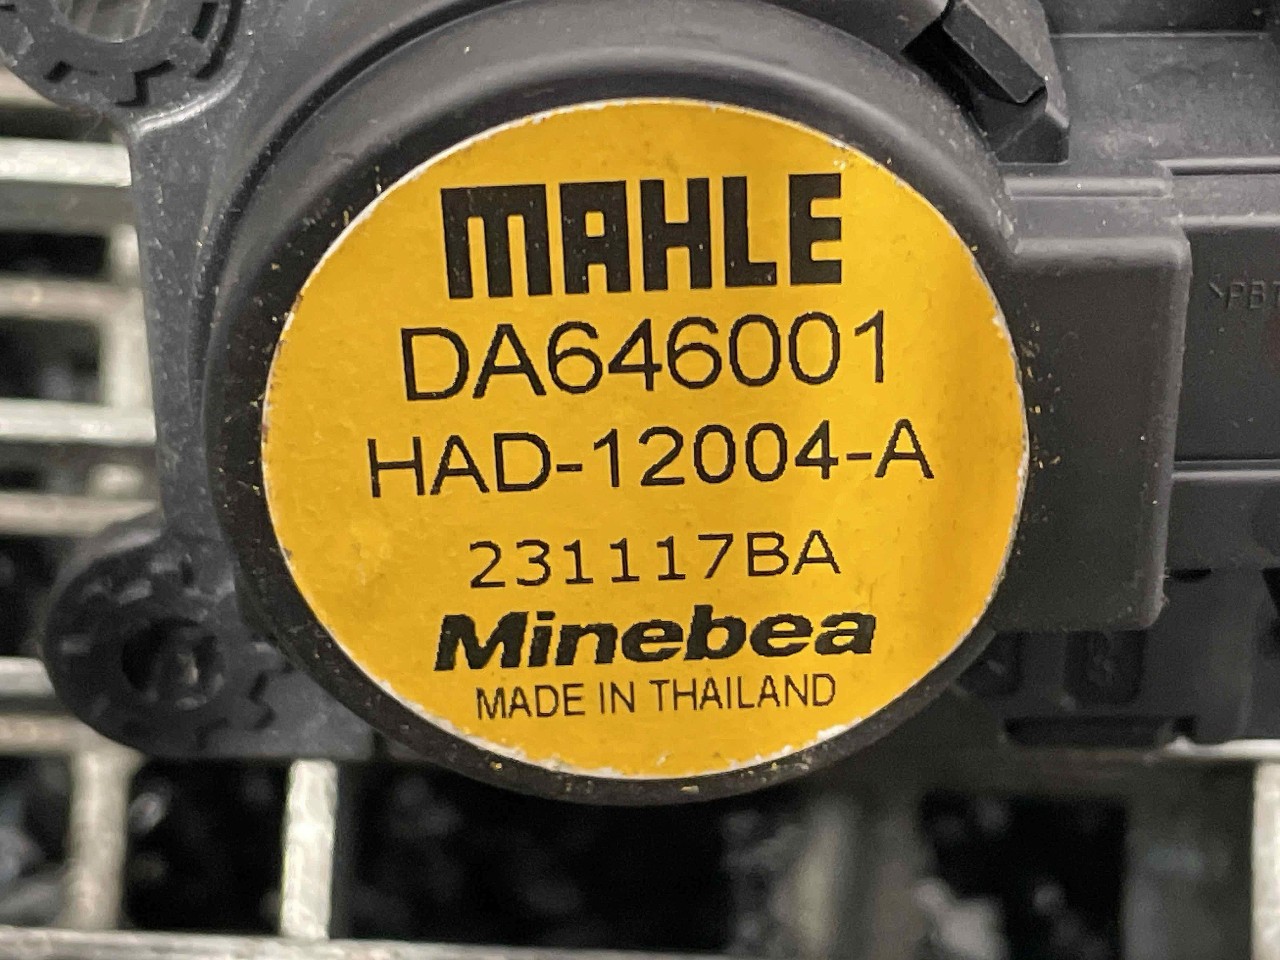 MAHLE
DA646001
HAD-12004-A
231117BA
Minebea
MADE IN THAILAND